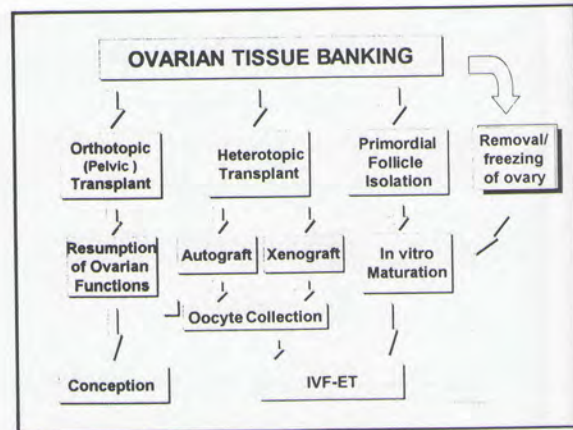 OVARIAN TISSUE BANKING
Orthotopic
(Pelvic )
Transplant
Heterotopic
Transplant
Primordial
Follicle
Isolation
Removal/
freezing
of ovary
Resumption
of Ovarian
Functions
Autograft
Xenograft
In vitro
Maturation
Oocyte Collection
Conception
IVF-ET